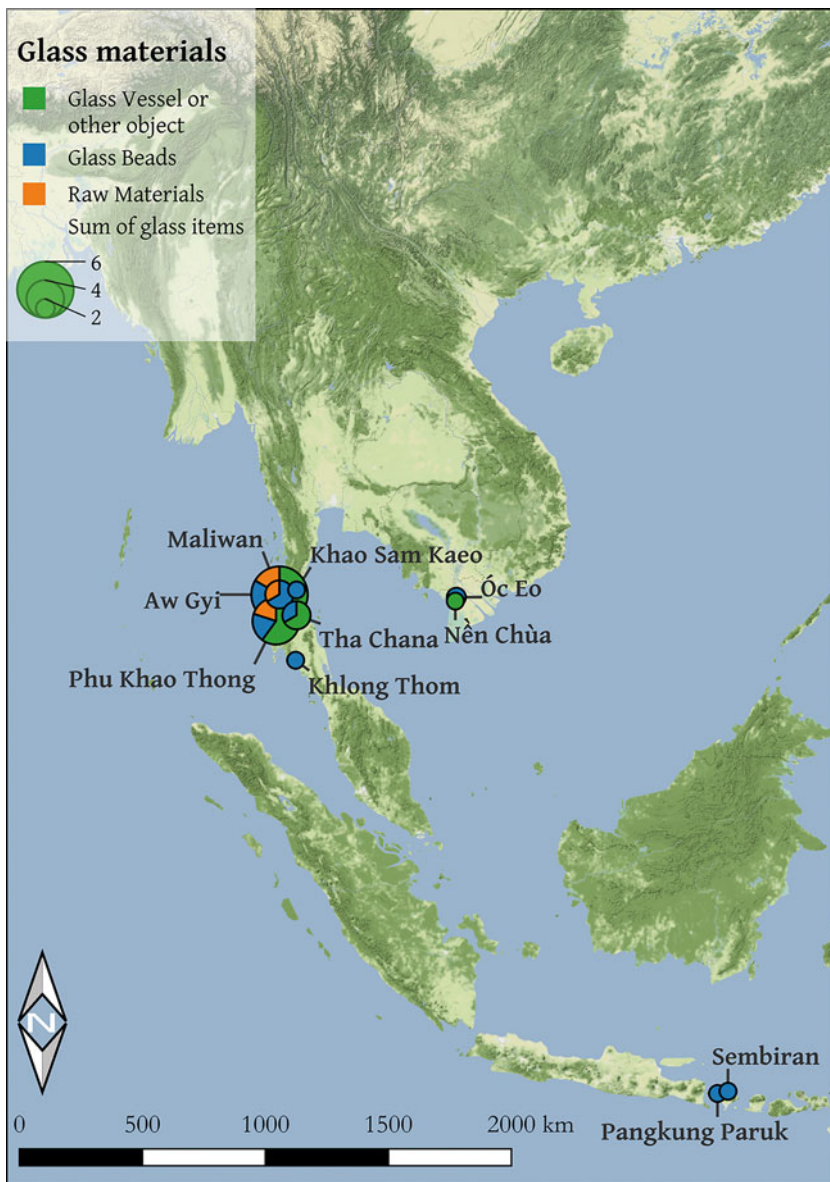 Glass materials
Glass Vessel or
other object
Glass Beads
Raw Materials
Sum of glass items
6
4
2
Maliwan
Khao Sam Kaeo
Aw Gyi
Óc Eo
Tha Chana
Nền Chùa
Phu Khao Thong
Khlong Thom
N
Sembiran
Pangkung Paruk
0 500 1000 1500 2000 km